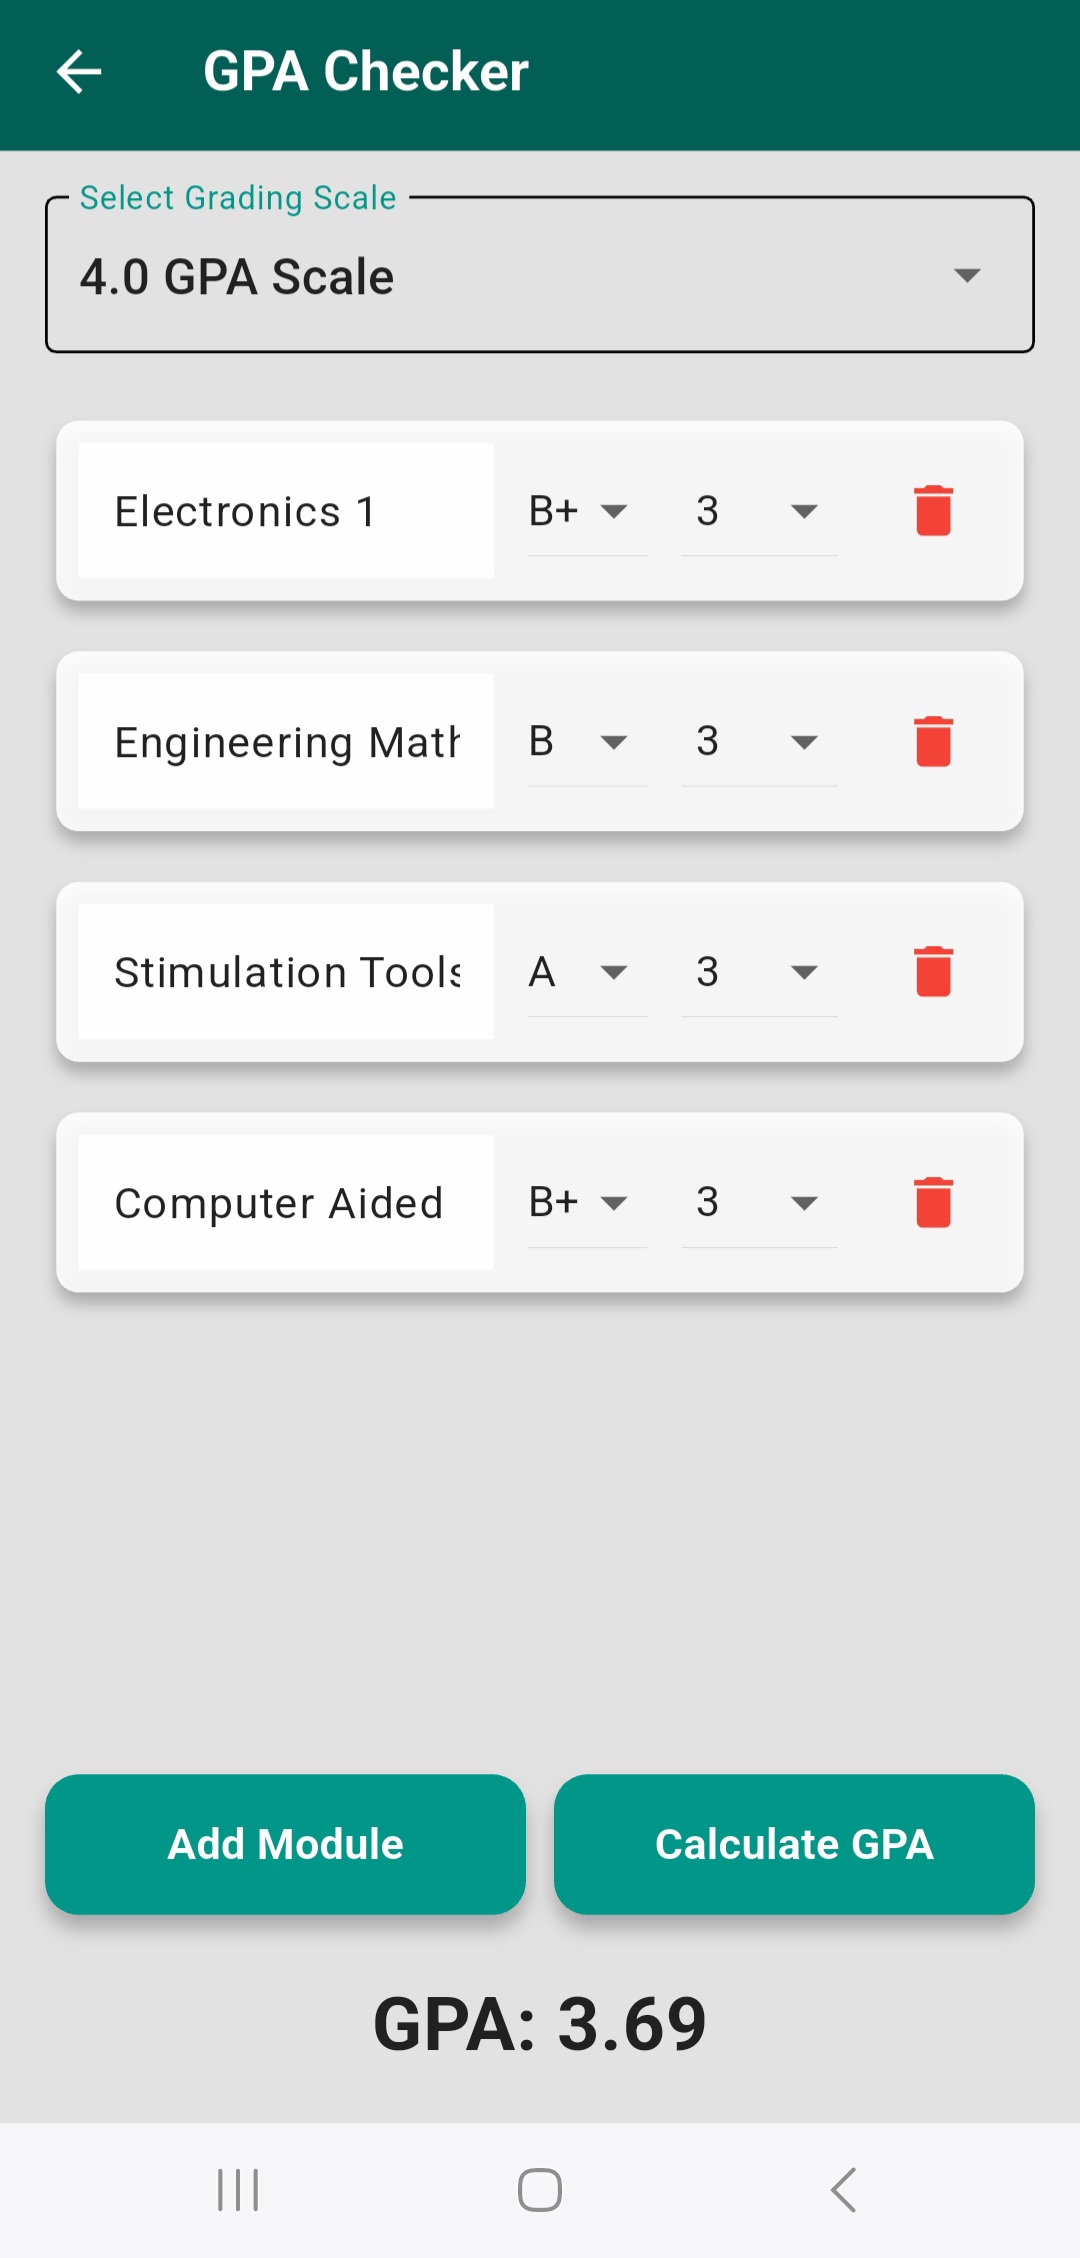 GPA Checker
Select Grading Scale
4.0 GPA Scale
Electronics 1 B+ 3
Engineering Math B 3
Stimulation Tools A 3
Computer Aided B+ 3
Add Module Calculate GPA
GPA: 3.69